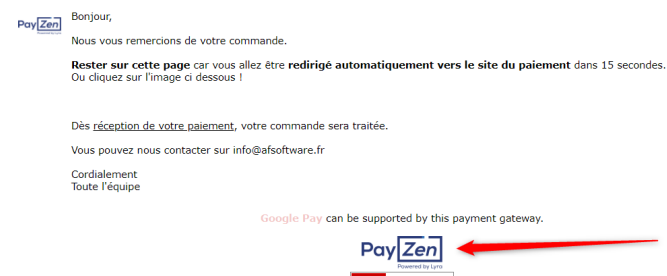 PayZen
Powered by Lyra
Bonjour,
Nous vous remercions de votre commande.
Rester sur cette page car vous allez être redirigé automatiquement vers le site du paiement dans 15 secondes.
Ou cliquez sur l'image ci dessous !
Dès réception de votre paiement, votre commande sera traitée.
Vous pouvez nous contacter sur info@afsoftware.fr
Cordialement
Toute l'équipe
Google Pay can be supported by this payment gateway.
PayZen
Powered by Lyra